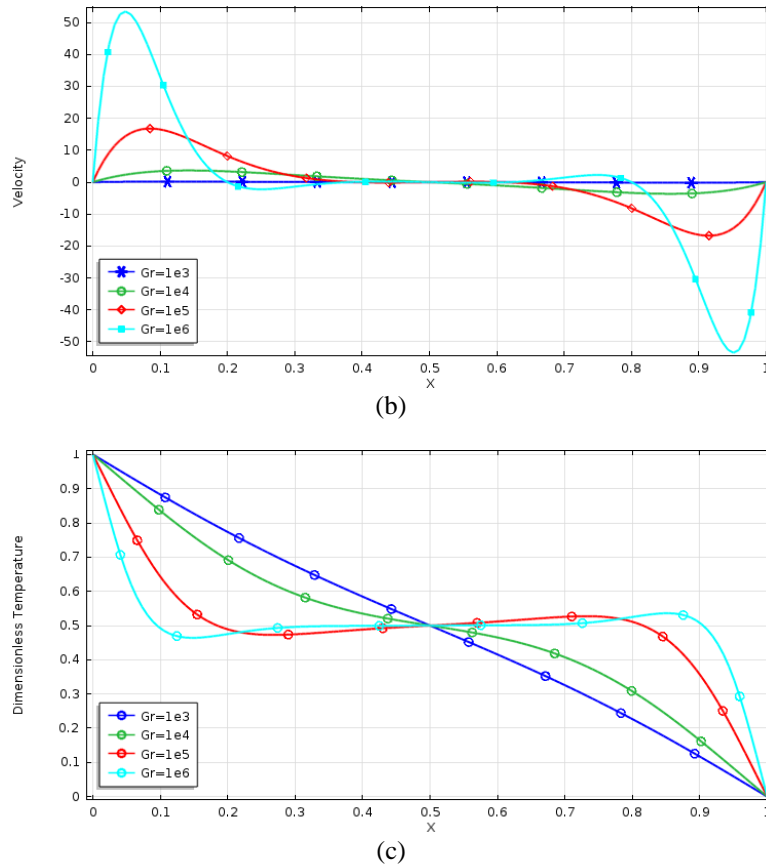 50
40
30
20
10
0
-10
-20
-30
-40
-50
Velocity
Gr=1e3
Gr=1e4
Gr=1e5
Gr=1e6
0 0.1 0.2 0.3 0.4 0.5 0.6 0.7 0.8 0.9 1
X
(b)
1
0.9
0.8
0.7
0.6
0.5
0.4
0.3
0.2
0.1
0
Dimensionless Temperature
Gr=1e3
Gr=1e4
Gr=1e5
Gr=1e6
0 0.1 0.2 0.3 0.4 0.5 0.6 0.7 0.8 0.9 1
X
(c)